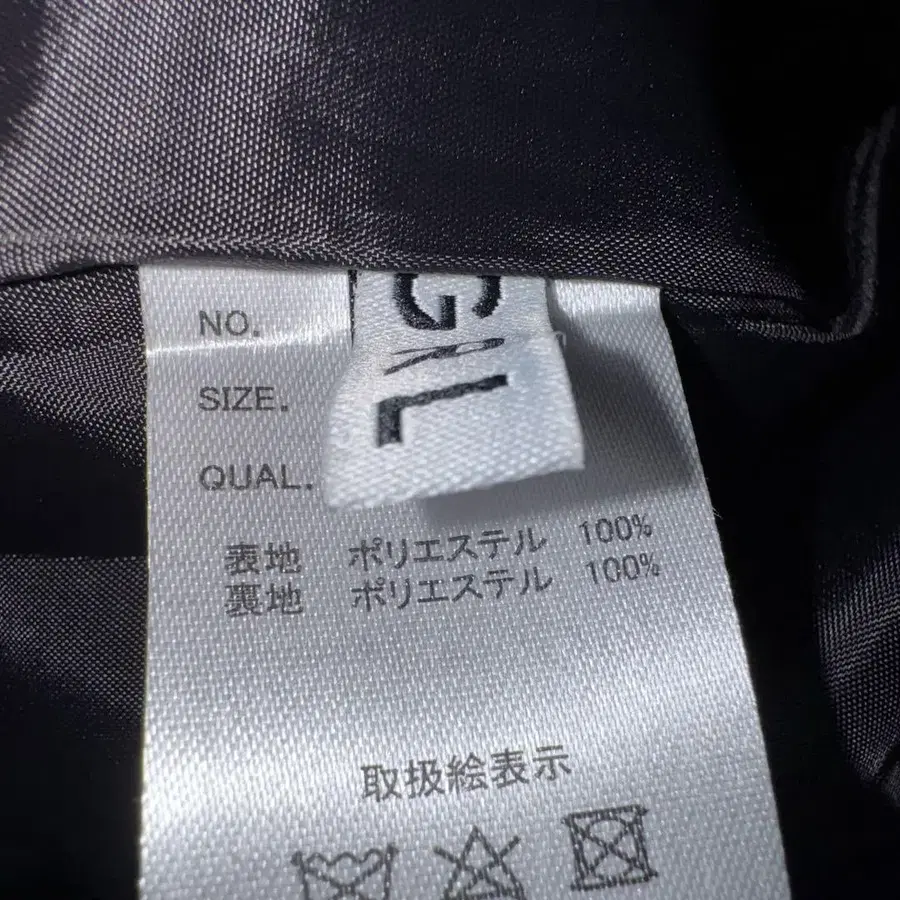 NO.
SIZE.
QUAL.
G
L
表地 ポリエステル 100%
裏地 ポリエステル 100%
取扱絵表示